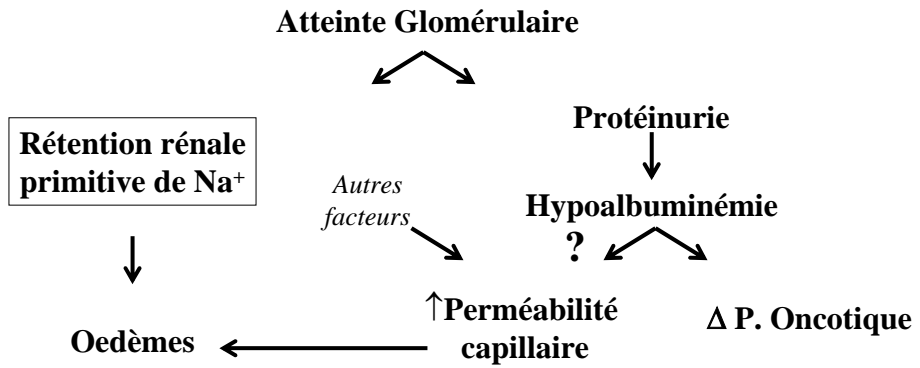 Atteinte Glomérulaire
Protéinurie
Rétention rénale
primitive de Na⁺
Autres
facteurs
Hypoalbuminémie
?
↑Perméabilité
capillaire
Δ P. Oncotique
Oedèmes